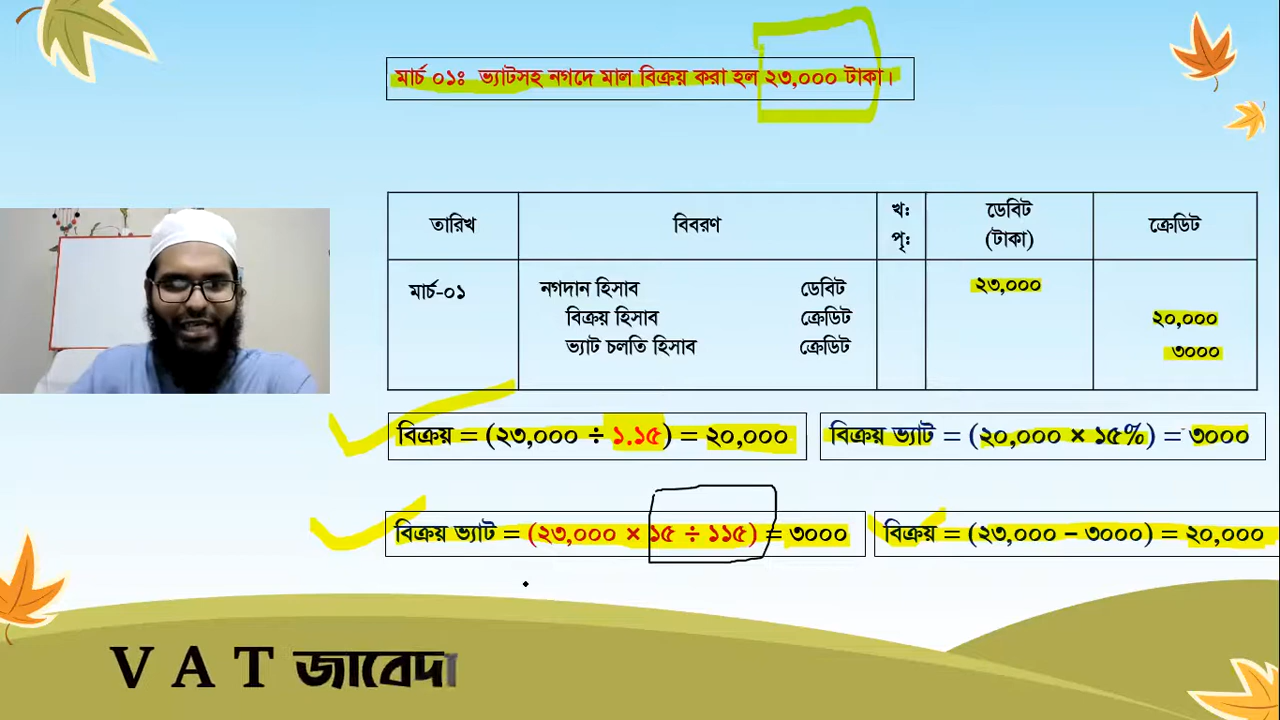 মার্চ ০১ঃ ভ্যাটসহ নগদে মাল বিক্রয় করা হল ২৩,০০০ টাকা।
তারিখ বিবরণ খঃ পৃঃ ডেবিট (টাকা) ক্রেডিট
মার্চ-০১ নগদান হিসাব ডেবিট ২৩,০০০
বিক্রয় হিসাব ক্রেডিট ২০,০০০
ভ্যাট চলতি হিসাব ক্রেডিট ৩০০০
বিক্রয় = (২৩,০০০ ÷ ১.১৫) = ২০,০০০
বিক্রয় ভ্যাট = (২০,০০০ × ১৫%) = ৩০০০
বিক্রয় ভ্যাট = (২৩,০০০ × ১৫ ÷ ১১৫) = ৩০০০
বিক্রয় = (২৩,০০০ – ৩০০০) = ২০,০০০
V A T জাবেদা